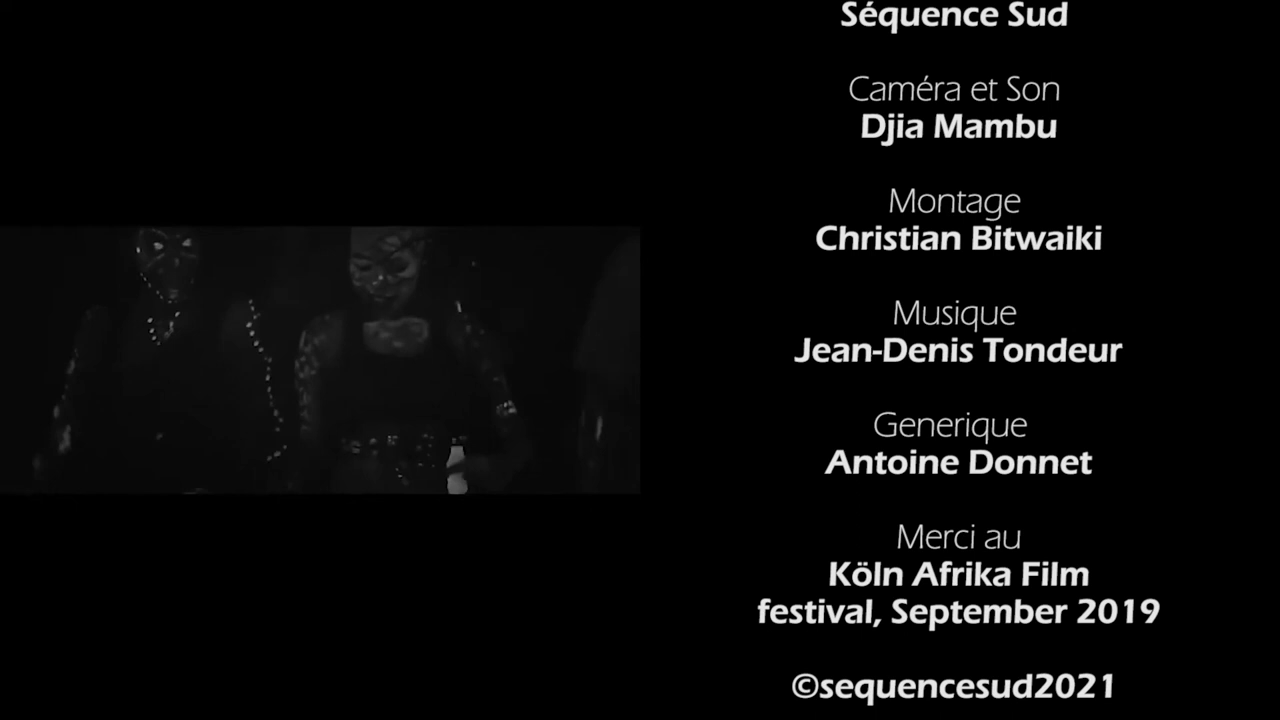 Séquence Sud
Caméra et Son
Djia Mambu
Montage
Christian Bitwaiki
Musique
Jean-Denis Tondeur
Generique
Antoine Donnet
Merci au
Köln Afrika Film
festival, September 2019
©sequencesud2021